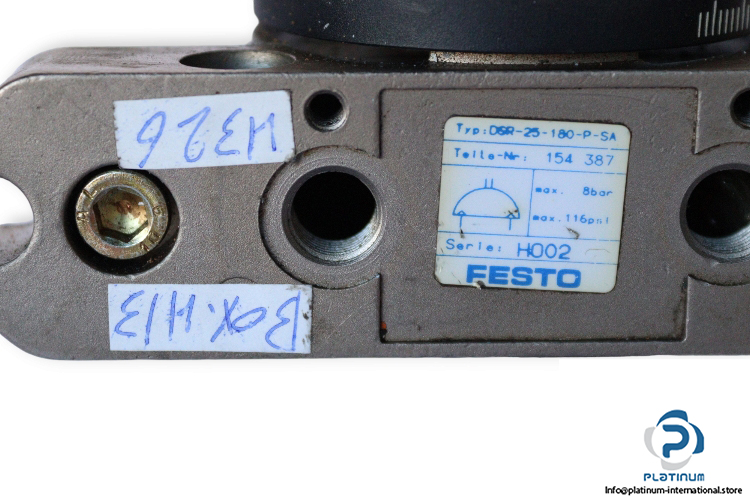 Typ: DSR-25-180-P-SA
Teile-Nr: 154 387
max. 8bar
max. 116psi
Serie: H002
FESTO
H326
Box.H13
PLATINUM
Info@platinum-international.store